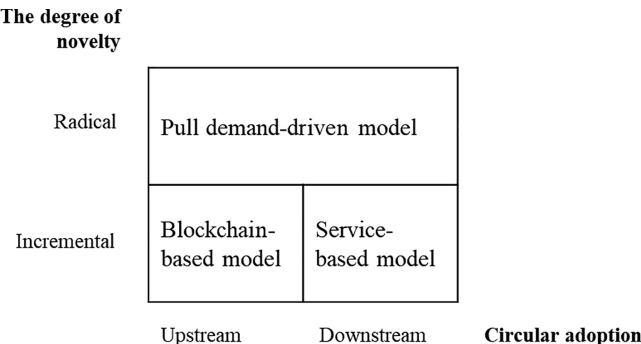 The degree of
novelty
Radical
Pull demand-driven model
Incremental
Blockchain-
based model
Service-
based model
Upstream
Downstream
Circular adoption